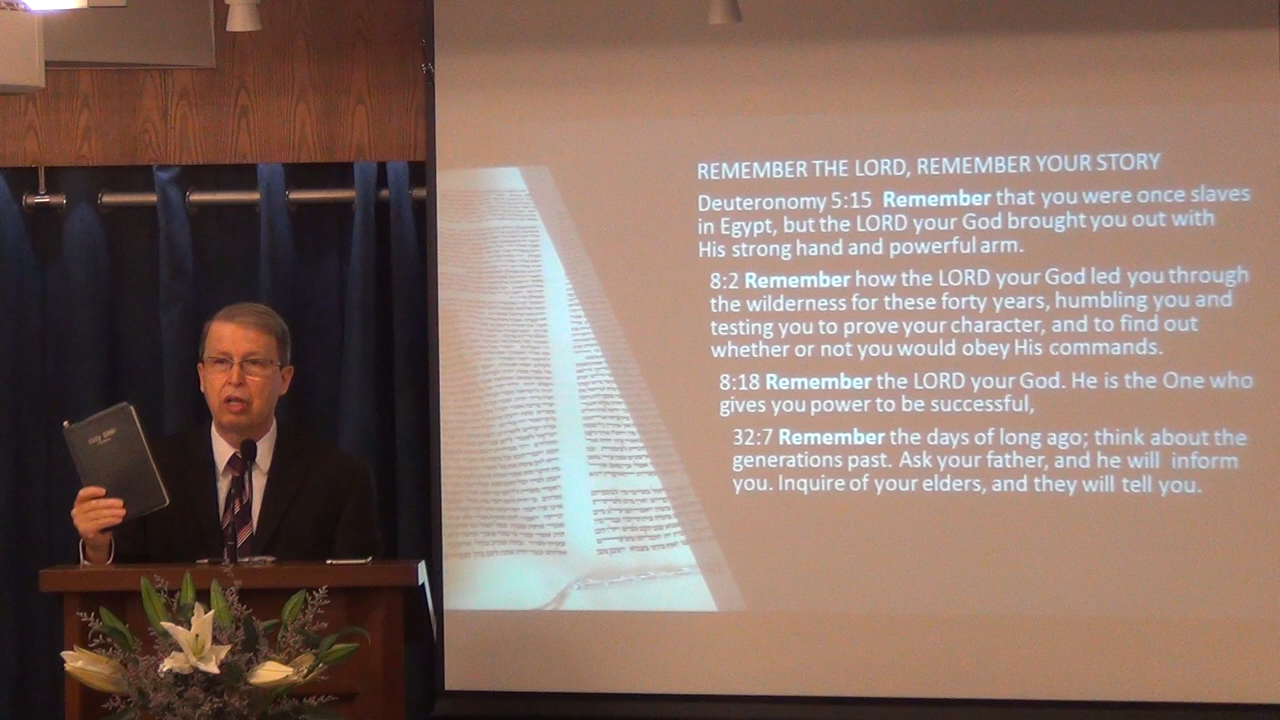 HOLY BIBLE
REMEMBER THE LORD, REMEMBER YOUR STORY
Deuteronomy 5:15 Remember that you were once slaves
in Egypt, but the LORD your God brought you out with
His strong hand and powerful arm.
8:2 Remember how the LORD your God led you through
the wilderness for these forty years, humbling you and
testing you to prove your character, and to find out
whether or not you would obey His commands.
8:18 Remember the LORD your God. He is the One who
gives you power to be successful,
32:7 Remember the days of long ago; think about the
generations past. Ask your father, and he will inform
you. Inquire of your elders, and they will tell you.